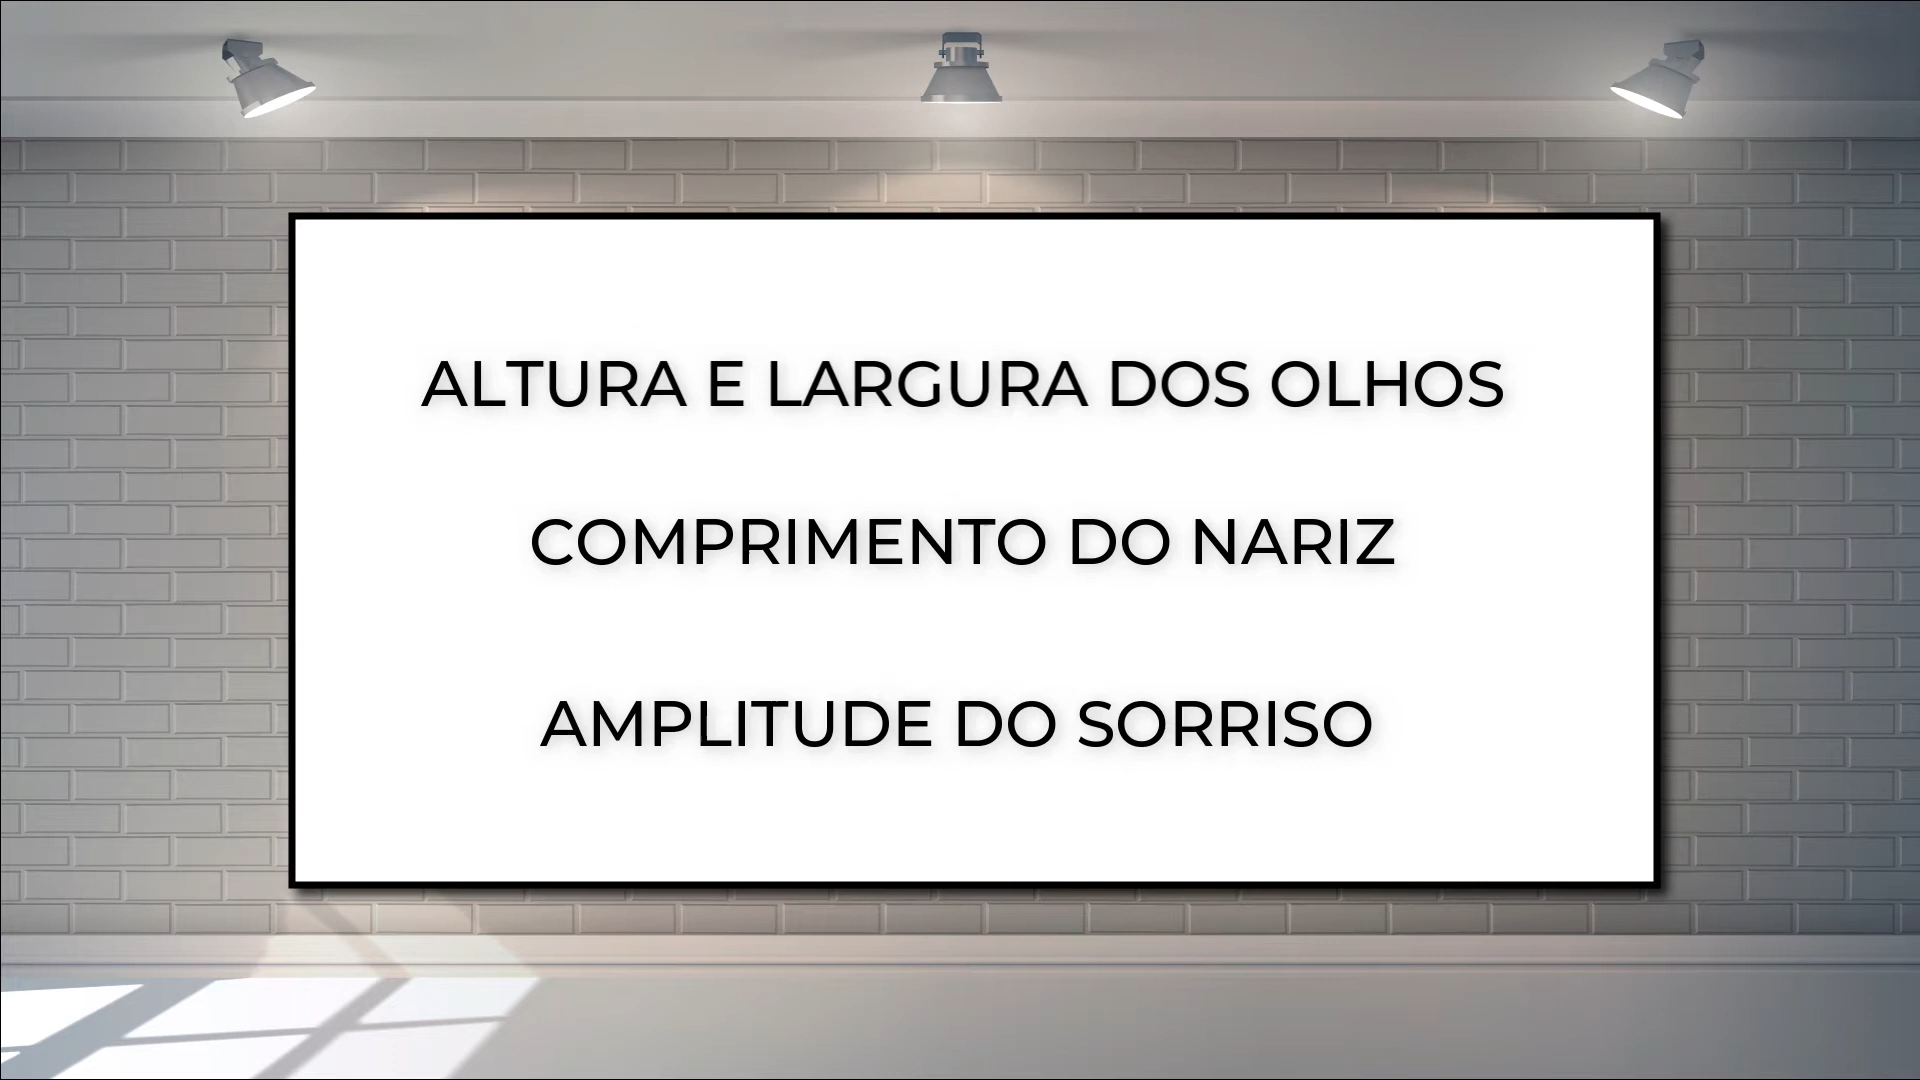 ALTURA E LARGURA DOS OLHOS
COMPRIMENTO DO NARIZ
AMPLITUDE DO SORRISO